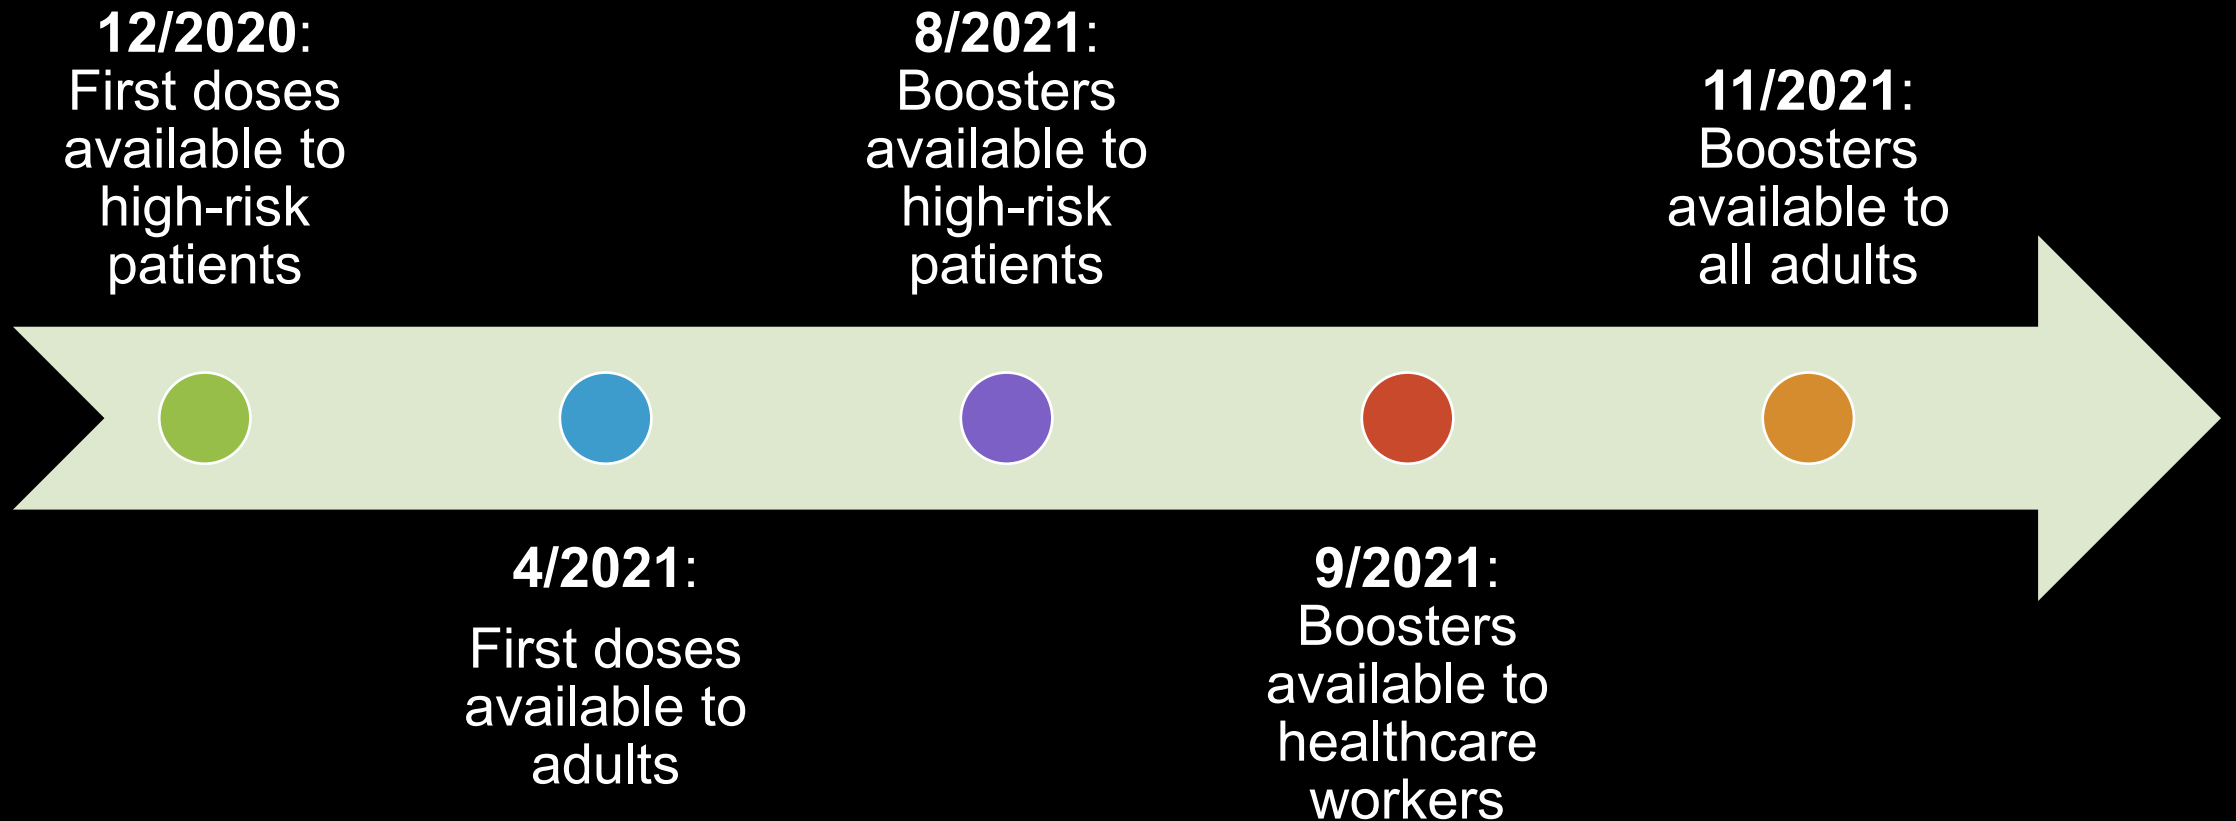 12/2020:
First doses
available to
high-risk
patients
4/2021:
First doses
available to
adults
8/2021:
Boosters
available to
high-risk
patients
9/2021:
Boosters
available to
healthcare
workers
11/2021:
Boosters
available to
all adults